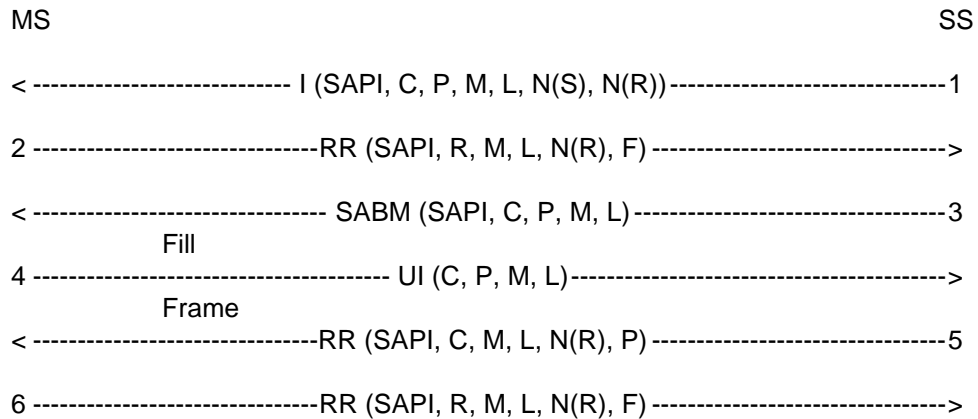 MS SS
< ----------------------------- I (SAPI, C, P, M, L, N(S), N(R))-------------------------------1
2 --------------------------------RR (SAPI, R, M, L, N(R), F) --------------------------------->
< --------------------------------- SABM (SAPI, C, P, M, L) -----------------------------------3
Fill
4 ---------------------------------------- UI (C, P, M, L)------------------------------------------>
Frame
< --------------------------------RR (SAPI, C, M, L, N(R), P) ---------------------------------5
6 --------------------------------RR (SAPI, R, M, L, N(R), F) --------------------------------->